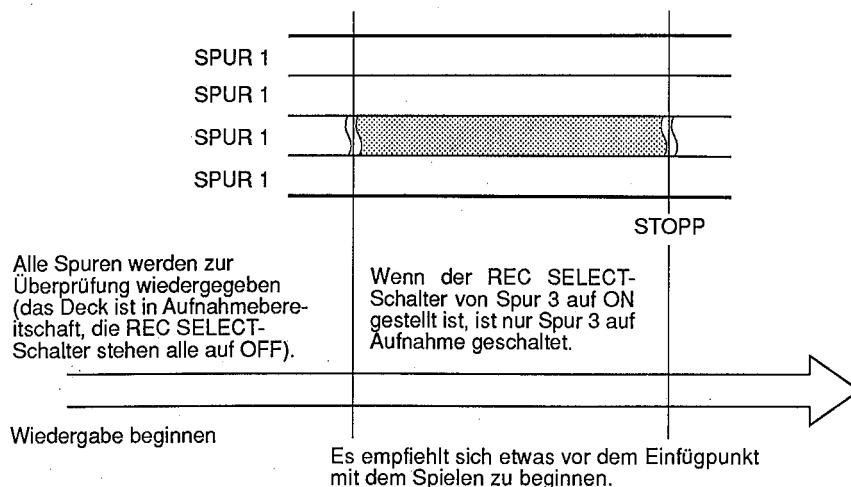 SPUR 1
SPUR 1
SPUR 1
SPUR 1
STOPP
Alle Spuren werden zur
Überprüfung wiedergegeben
(das Deck ist in Aufnahmebere-
itschaft, die REC SELECT-
Schalter stehen alle auf OFF).
Wenn der REC SELECT-
Schalter von Spur 3 auf ON
gestellt ist, ist nur Spur 3 auf
Aufnahme geschaltet.
Wiedergabe beginnen
Es empfiehlt sich etwas vor dem Einfügpunkt
mit dem Spielen zu beginnen.